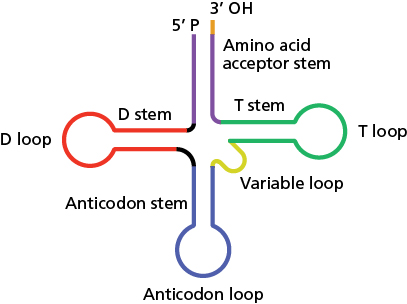 3’ OH
5’ P
Amino acid
acceptor stem
D stem
T stem
D loop
T loop
Variable loop
Anticodon stem
Anticodon loop